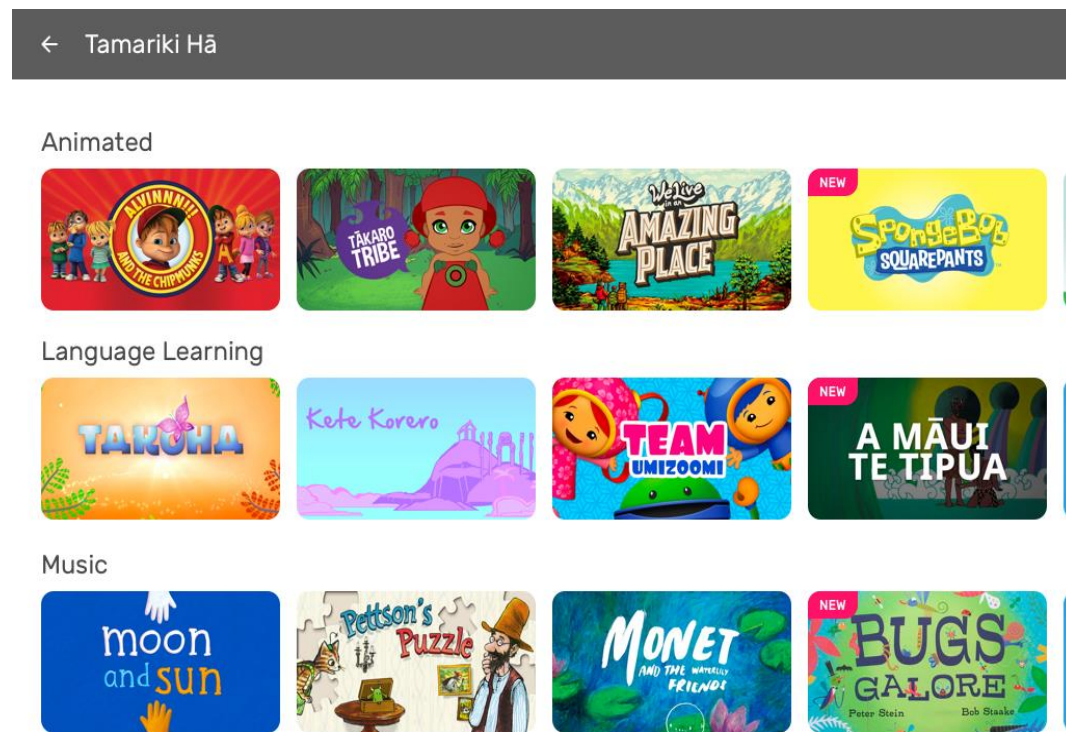 Tamariki Hā
Animated
ALVINNN!!!
AND THE CHIPMUNKS
TĀKARO
TRIBE
We Live
in an
AMAZING
PLACE
NEW
SPONGEBOB
SQUAREPANTS
Language Learning
TAKOHA
Kete Korero
TEAM
UMIZOOMI
NEW
A MĀUI
TE TIPUA
Music
moon
and sun
Pettson's
Puzzle
MONET
AND THE WATERLILY
FRIENDS
NEW
BUGS
GALORE
Peter Stein Bob Staake